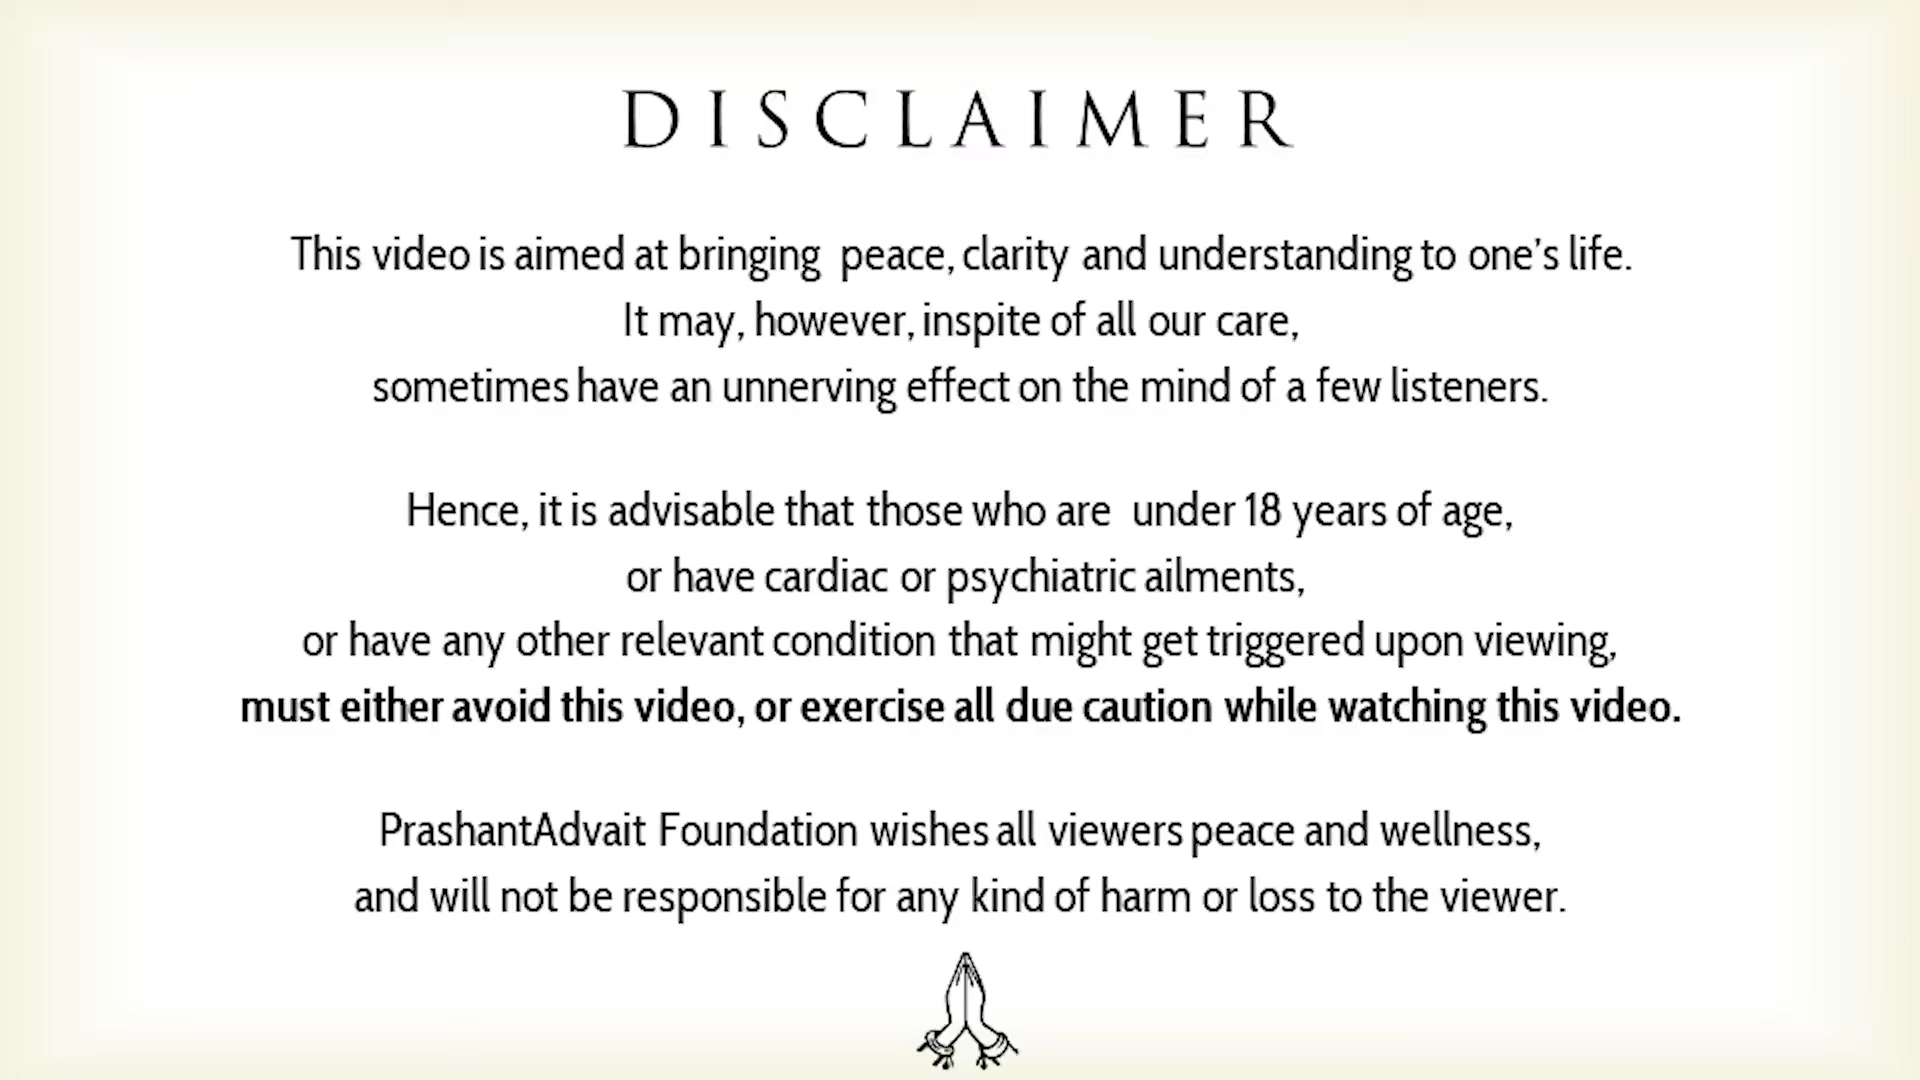 DISCLAIMER
This video is aimed at bringing peace, clarity and understanding to one's life.
It may, however, inspite of all our care,
sometimes have an unnerving effect on the mind of a few listeners.
Hence, it is advisable that those who are under 18 years of age,
or have cardiac or psychiatric ailments,
or have any other relevant condition that might get triggered upon viewing,
must either avoid this video, or exercise all due caution while watching this video.
PrashantAdvait Foundation wishes all viewers peace and wellness,
and will not be responsible for any kind of harm or loss to the viewer.